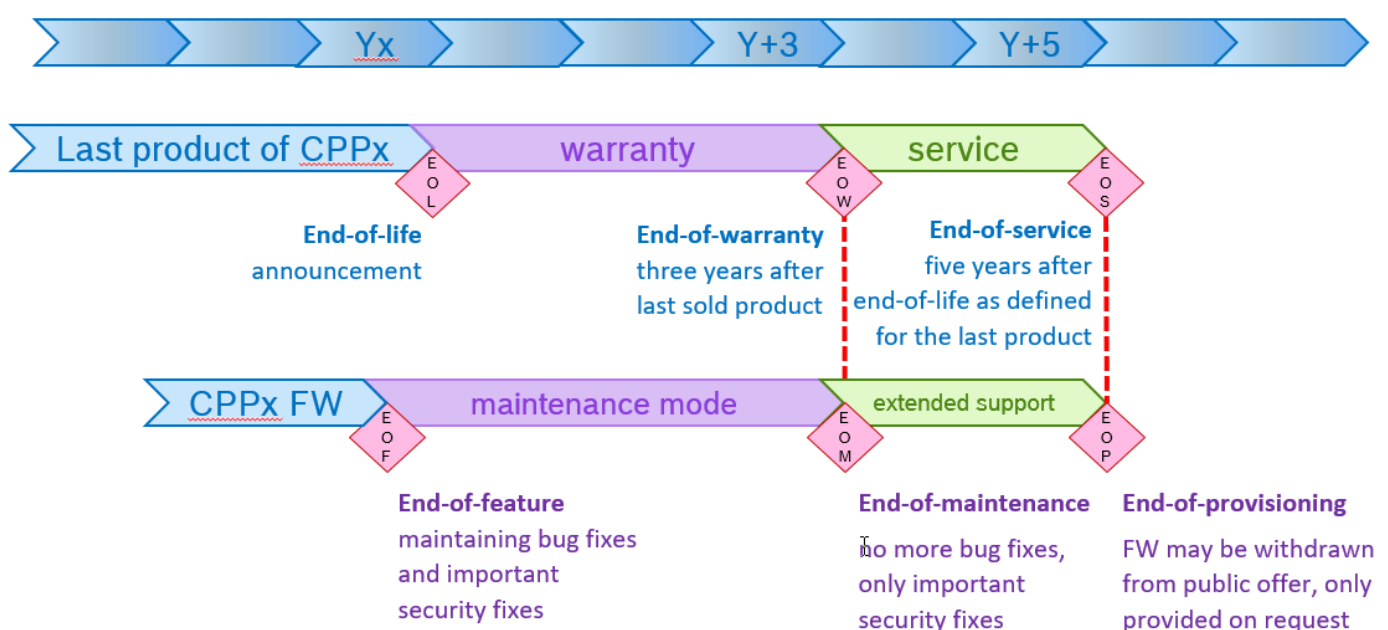 Yx
Y+3
Y+5
Last product of CPPx
warranty
service
E
O
L
E
O
W
E
O
S
End-of-life
announcement
End-of-warranty
three years after
last sold product
End-of-service
five years after
end-of-life as defined
for the last product
CPPx FW
maintenance mode
extended support
E
O
F
E
O
M
E
O
P
End-of-feature
maintaining bug fixes
and important
security fixes
End-of-maintenance
no more bug fixes,
only important
security fixes
End-of-provisioning
FW may be withdrawn
from public offer, only
provided on request